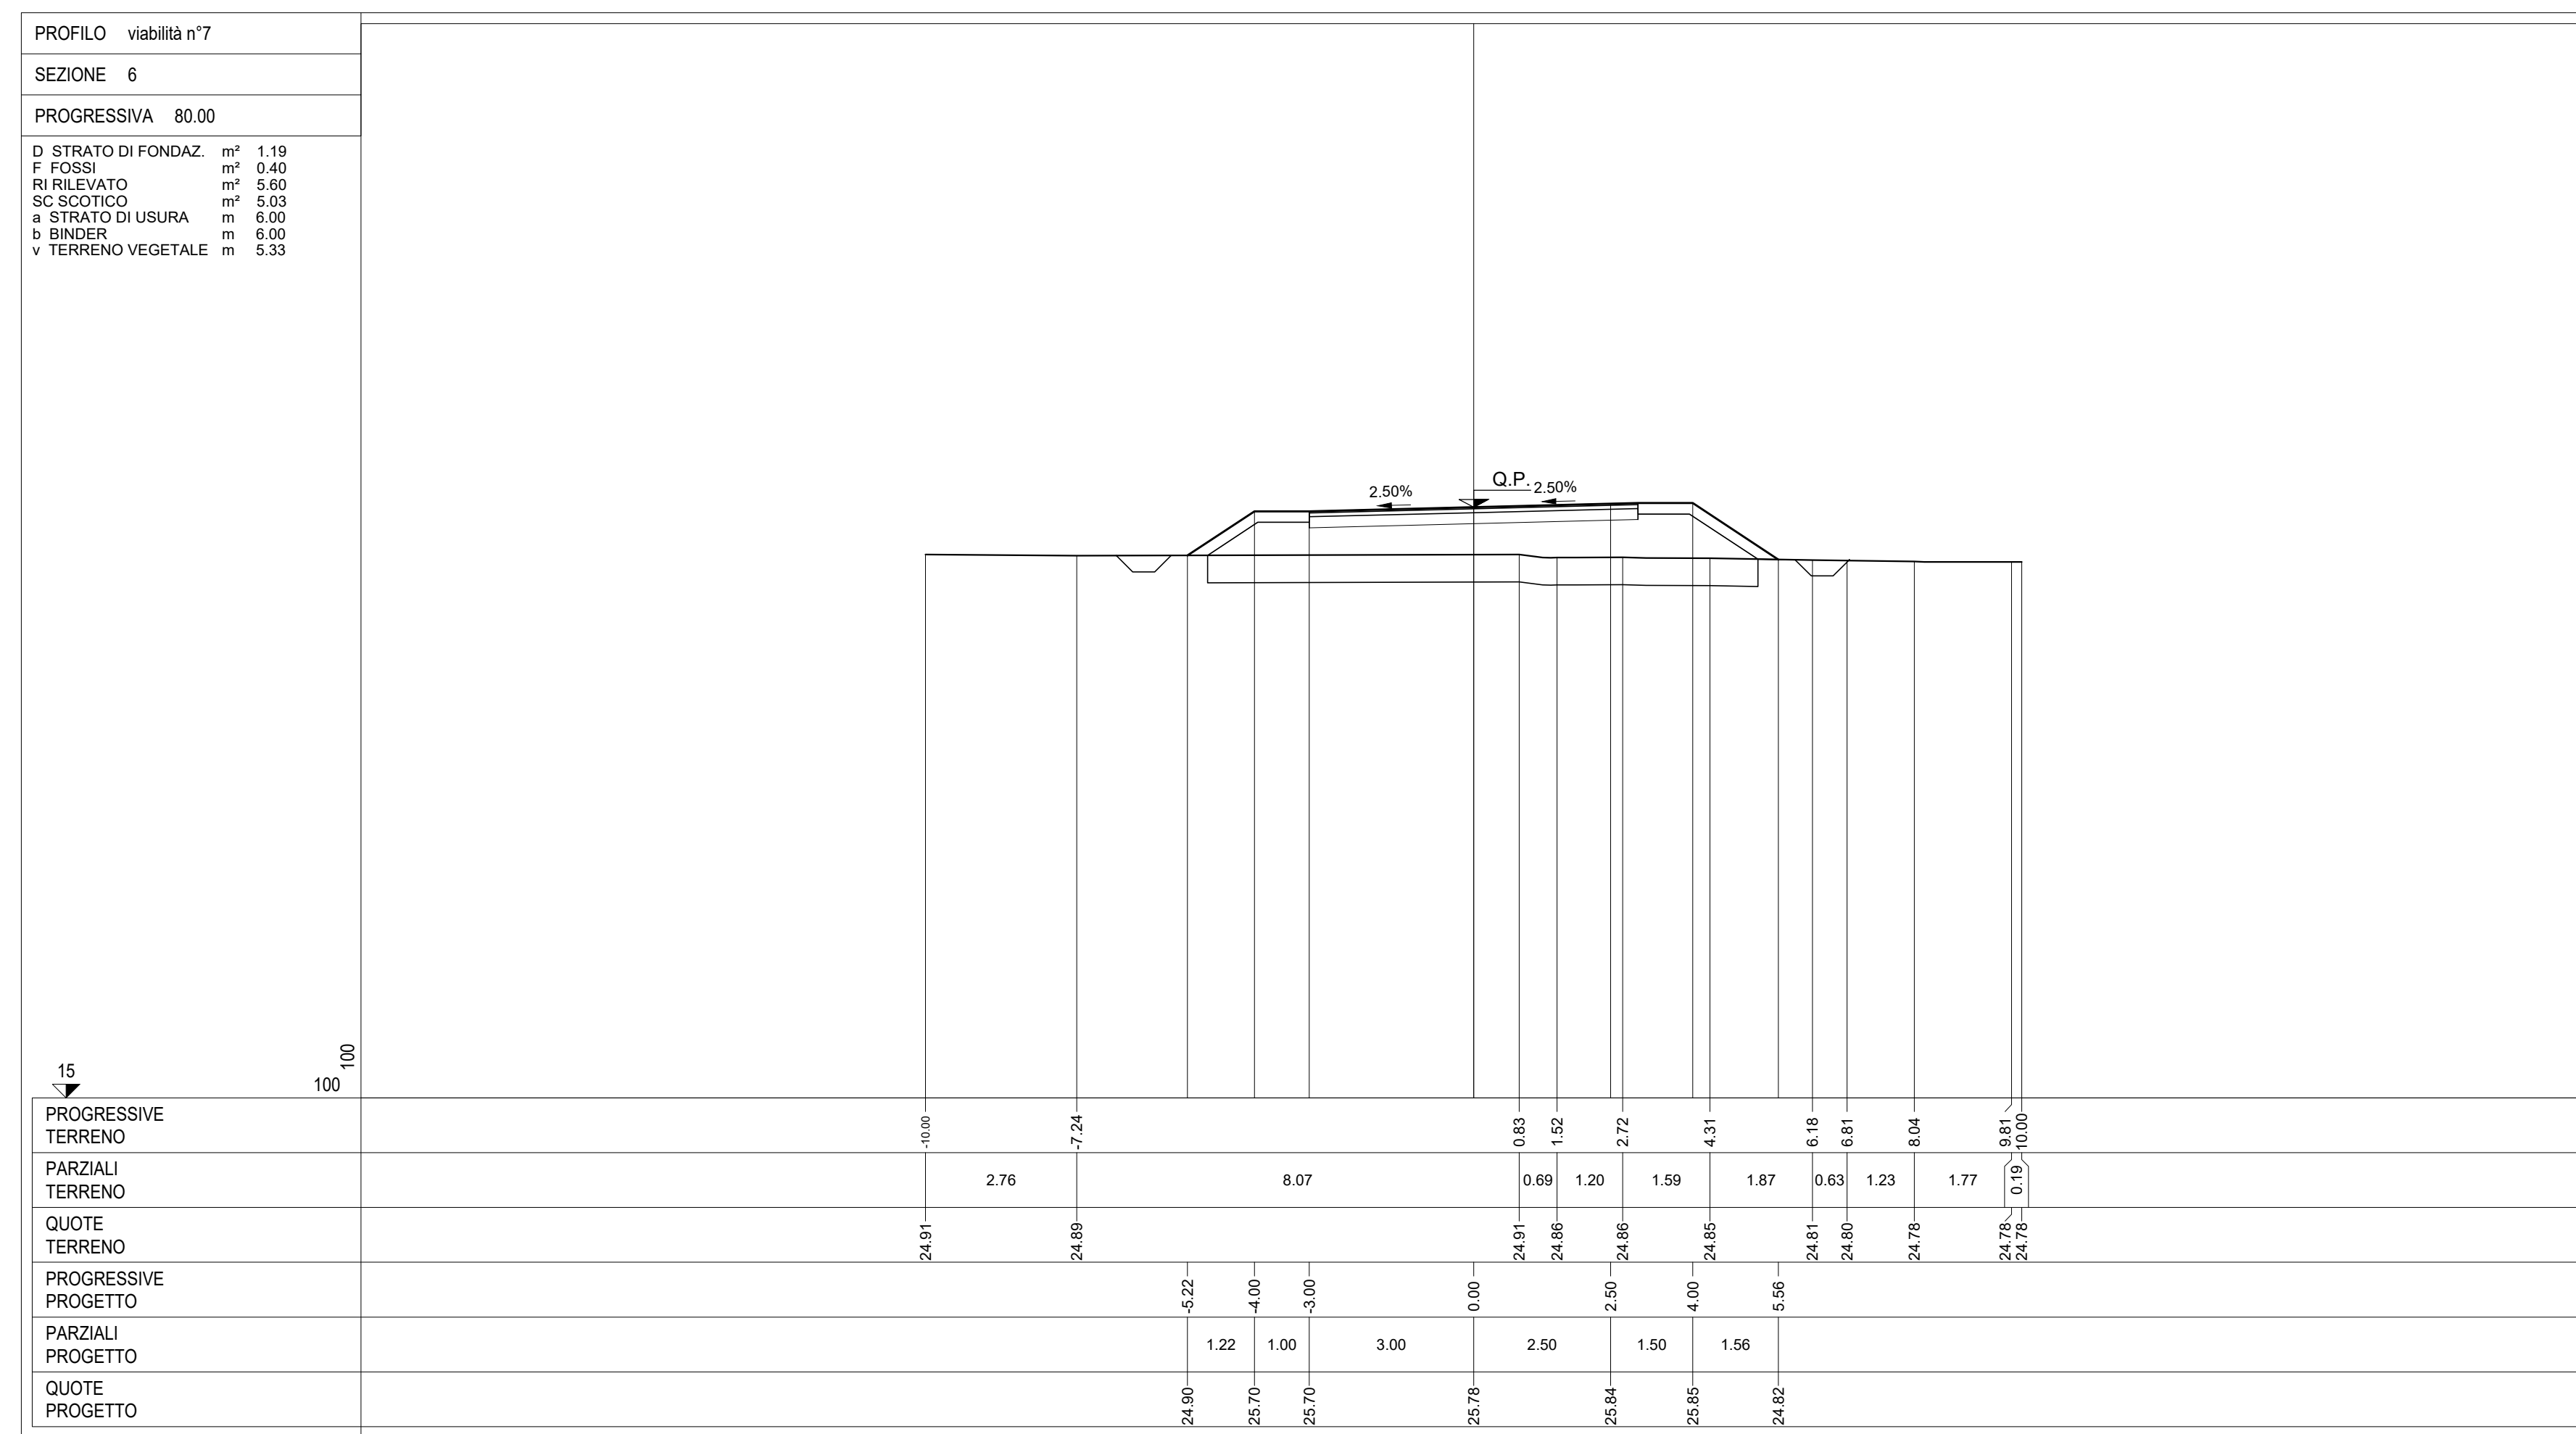 PROFILO viabilità n°7
SEZIONE 6
PROGRESSIVA 80.00
D STRATO DI FONDAZ. m² 1.19
F FOSSI m² 0.40
RI RILEVATO m² 5.60
SC SCOTICO m² 5.03
a STRATO DI USURA m 6.00
b BINDER m 6.00
v TERRENO VEGETALE m 5.33
Q.P.
2.50% 2.50%
15
100
100
PROGRESSIVE
TERRENO
-10.00 -7.24 0.83 1.52 2.72 4.31 6.18 6.81 8.04 9.81 10.00
PARZIALI
TERRENO
2.76 8.07 0.69 1.20 1.59 1.87 0.63 1.23 1.77 0.19
QUOTE
TERRENO
24.91 24.89 24.91 24.86 24.86 24.85 24.81 24.80 24.78 24.78 24.78
PROGRESSIVE
PROGETTO
-5.22 -4.00 -3.00 0.00 2.50 4.00 5.56
PARZIALI
PROGETTO
1.22 1.00 3.00 2.50 1.50 1.56
QUOTE
PROGETTO
24.90 25.70 25.70 25.78 25.84 25.85 24.82